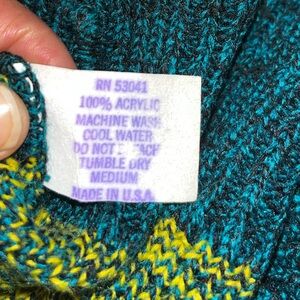 RN 53041
100% ACRYLIC
MACHINE WASH
COOL WATER
DO NOT
TUMBLE DRY
MEDIUM
MADE IN U.S.A.